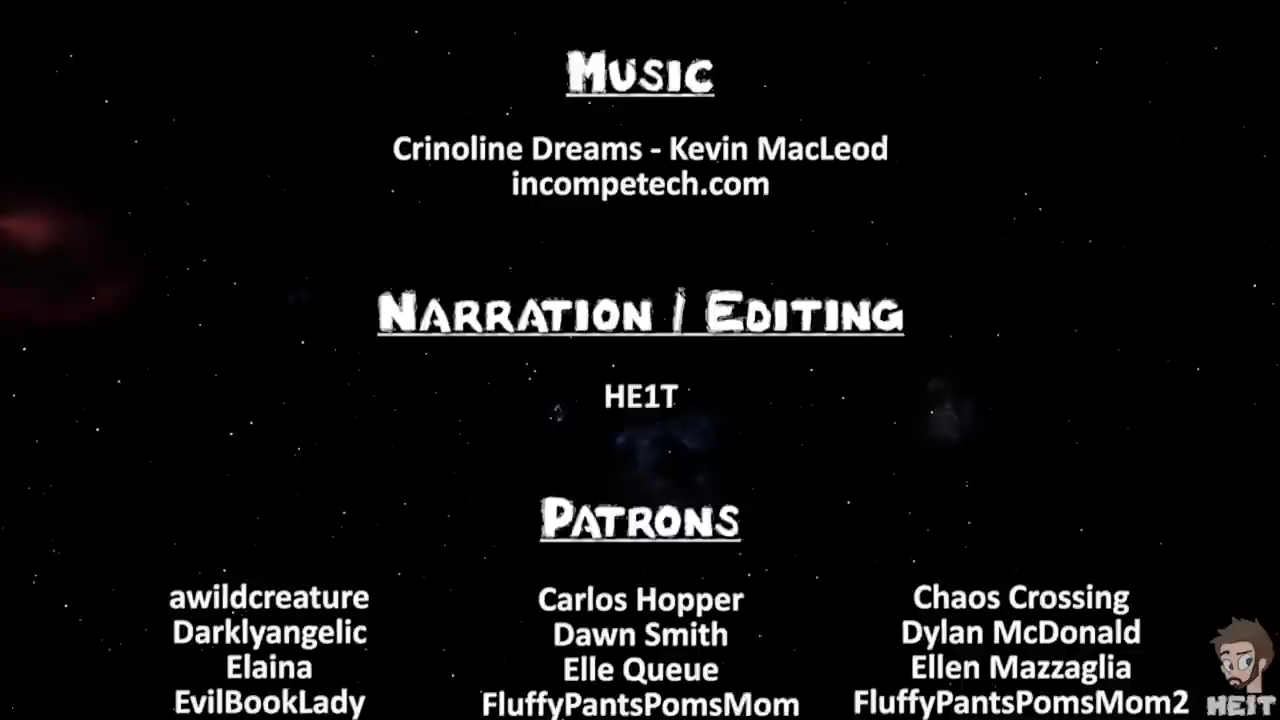 MUSIC
Crinoline Dreams - Kevin MacLeod
incompetech.com
NARRATION / EDITING
HE1T
PATRONS
awildcreature Carlos Hopper Chaos Crossing
Darklyangelic Dawn Smith Dylan McDonald
Elaina Elle Queue Ellen Mazzaglia
EvilBookLady FluffyPantsPomsMom FluffyPantsPomsMom2
HE1T